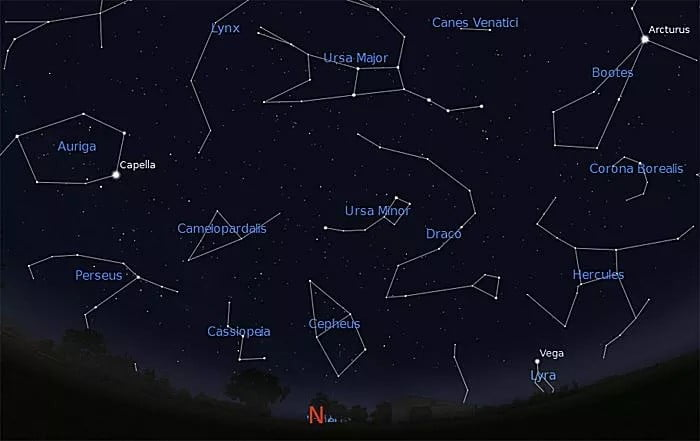 Canes Venatici
Lynx
Arcturus
Ursa Major
Bootes
Auriga
Capella
Corona Borealis
Ursa Minor
Camelopardalis
Draco
Perseus
Hercules
Cassiopeia
Cepheus
Vega
Lyra
N